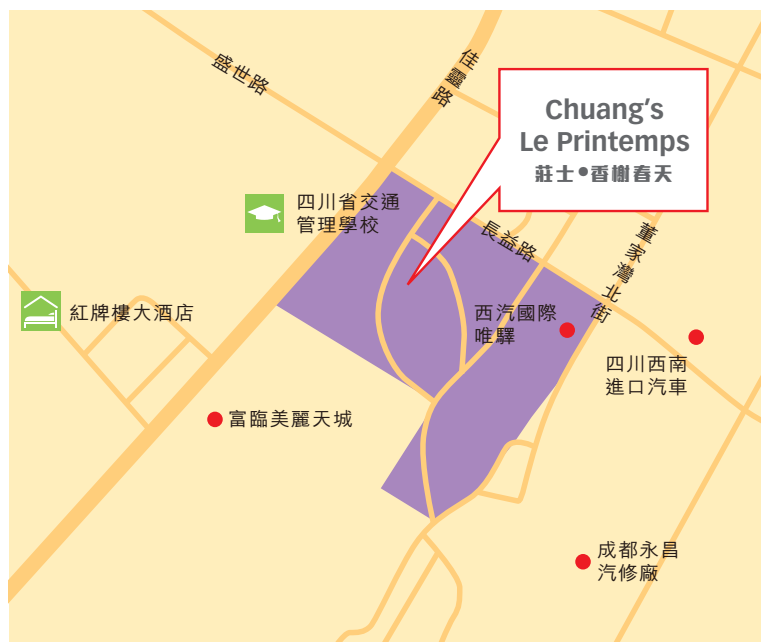 盛世路
佳靈路
Chuang's
Le Printemps
莊士•香榭春天
四川省交通
管理學校
長益路
董家灣北街
紅牌樓大酒店
西汽國際
唯驛
四川西南
進口汽車
富臨美麗天城
成都永昌
汽修廠